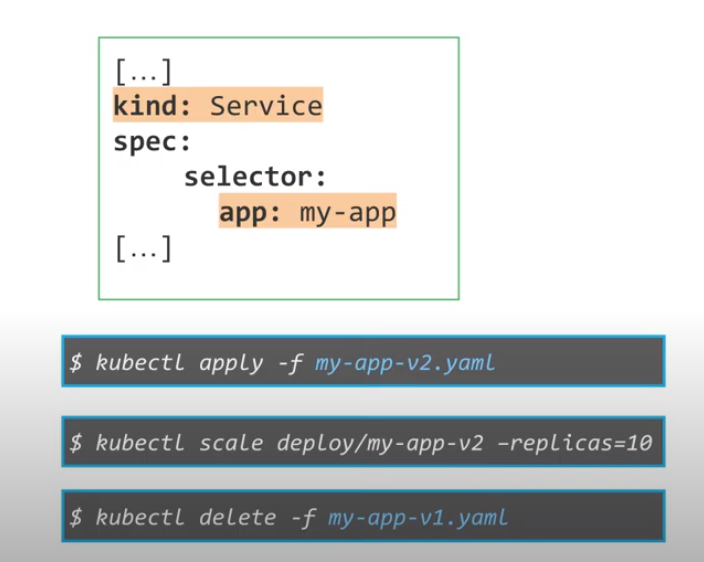 [...]
kind: Service
spec:
selector:
app: my-app
[...]
$ kubectl apply -f my-app-v2.yaml
$ kubectl scale deploy/my-app-v2 –replicas=10
$ kubectl delete -f my-app-v1.yaml